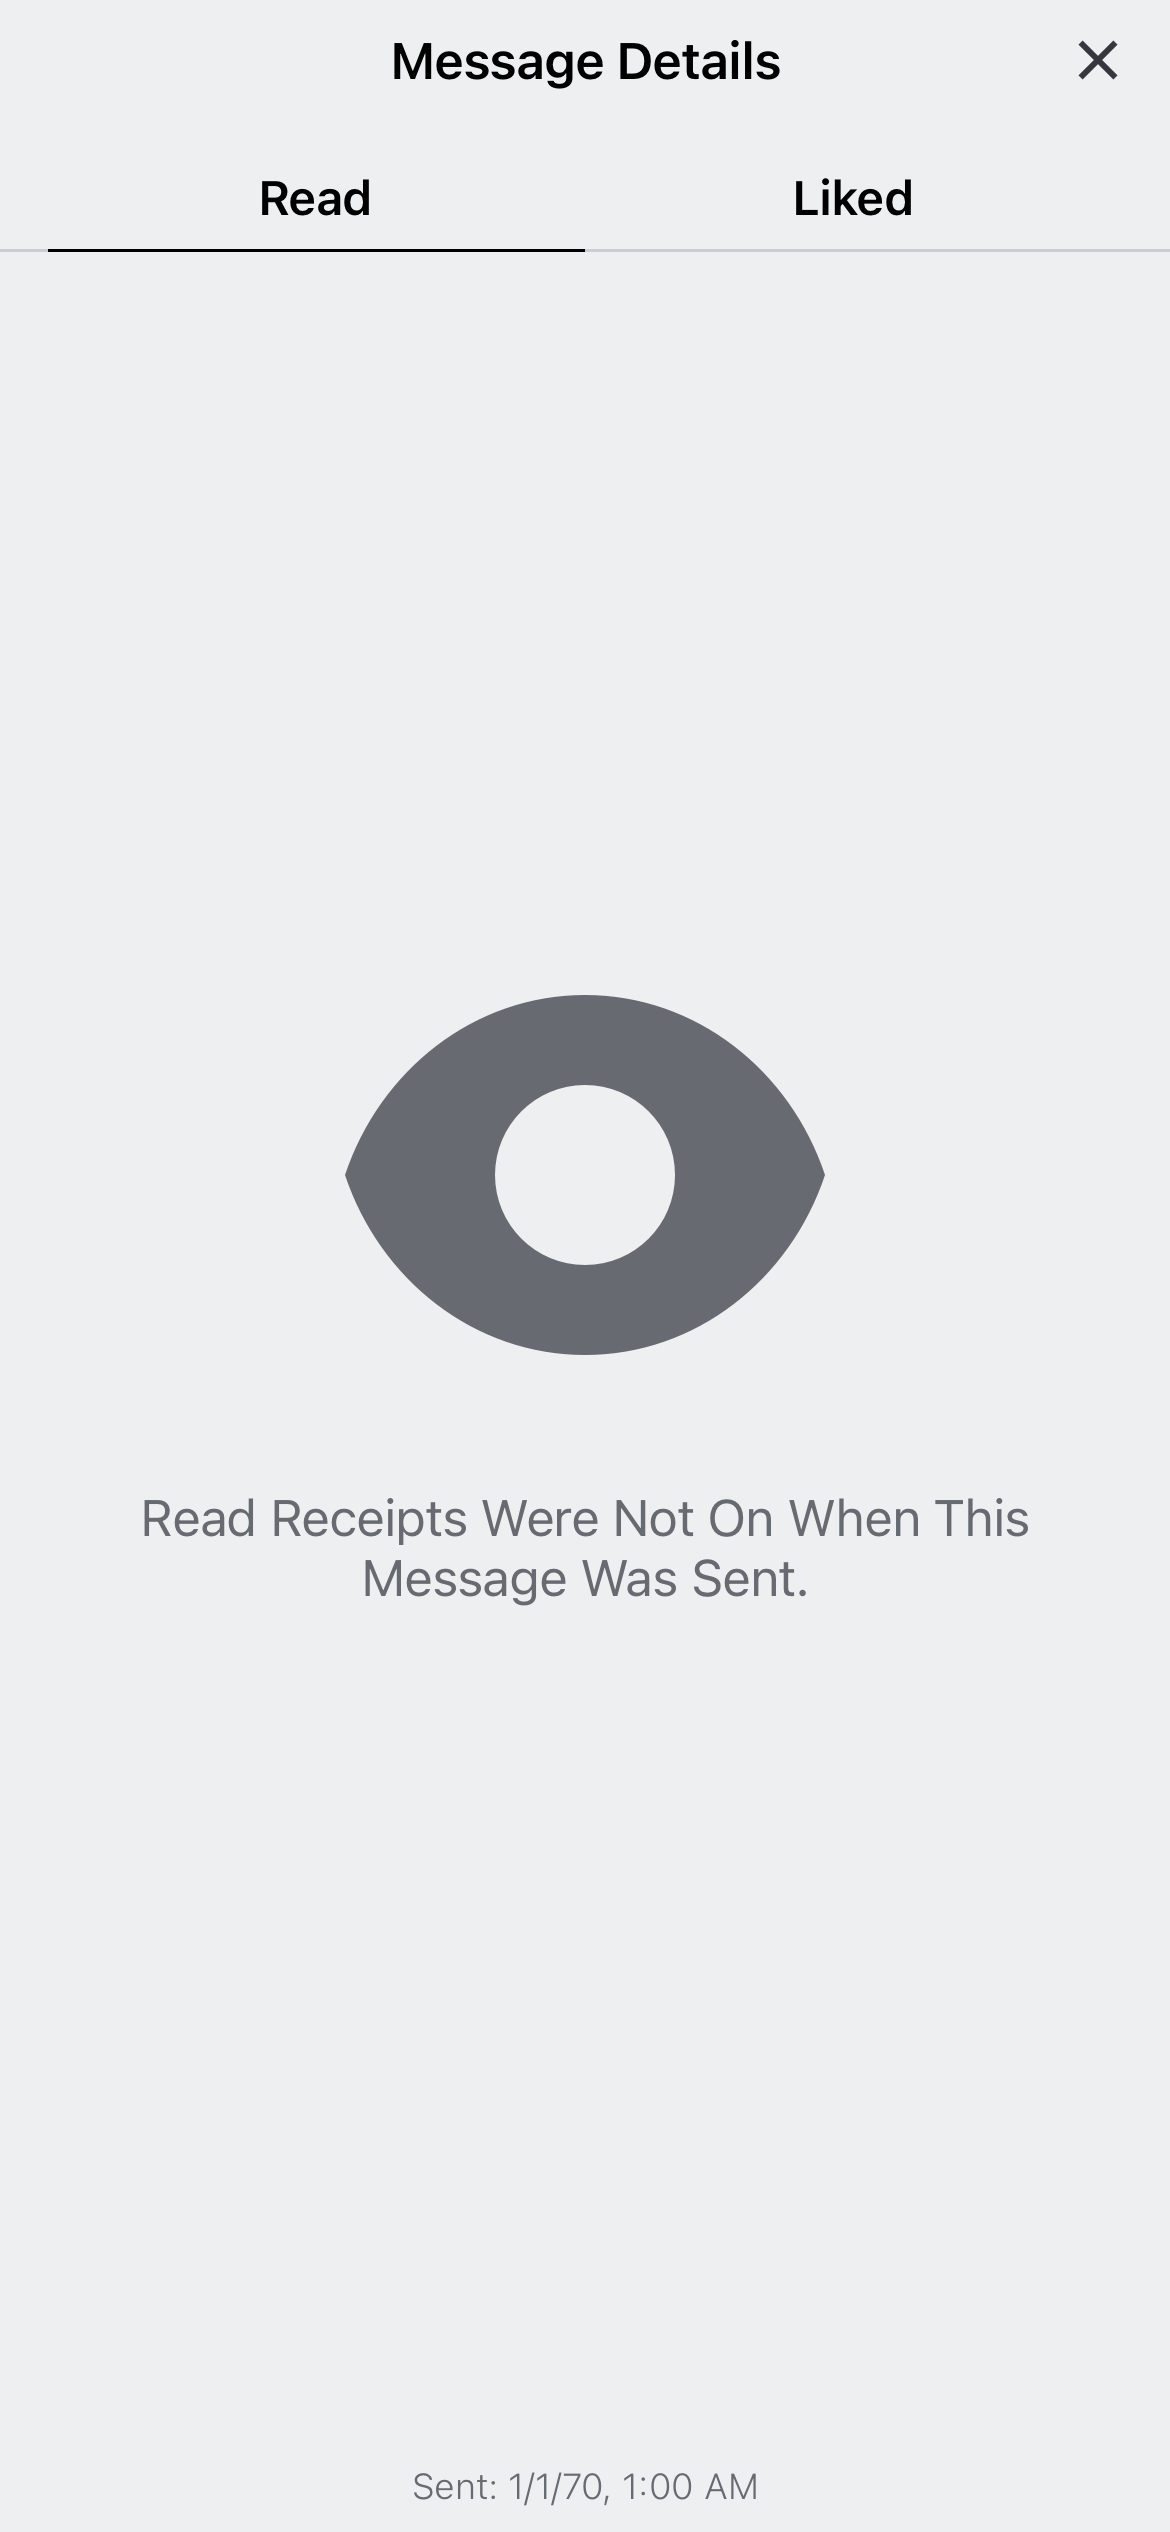 Message Details
Read
Liked
Read Receipts Were Not On When This
Message Was Sent.
Sent: 1/1/70, 1:00 AM